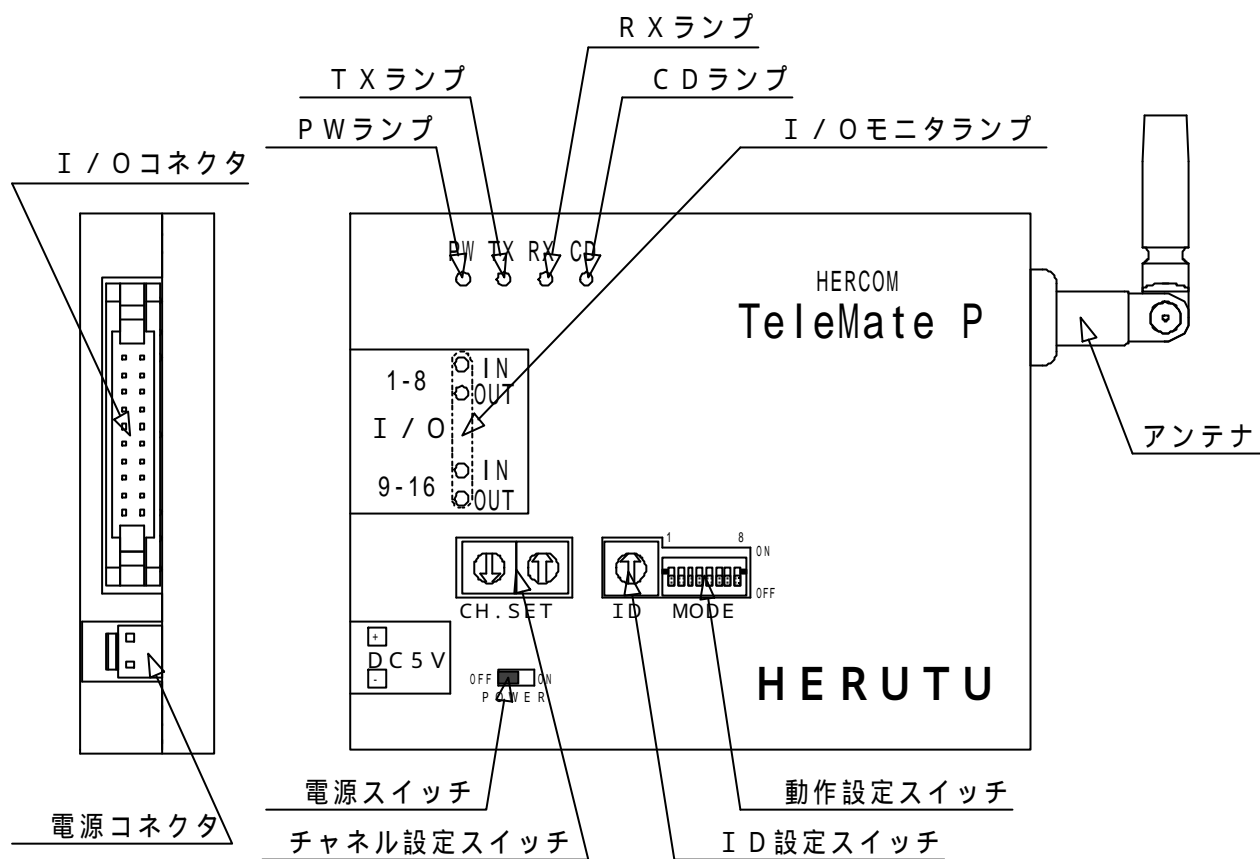 RXランプ
TXランプ
CDランプ
PWランプ
I/Oモニタランプ
I/Oコネクタ
PW TX RX CD
HERCOM
TeleMate P
IN
1-8
OUT
I/O
アンテナ
IN
9-16
OUT
1 8
ON
OFF
CH.SET ID MODE
+
DC5V
-
OFF ON
POWER
HERUTU
電源スイッチ
動作設定スイッチ
電源コネクタ
チャネル設定スイッチ
ID設定スイッチ